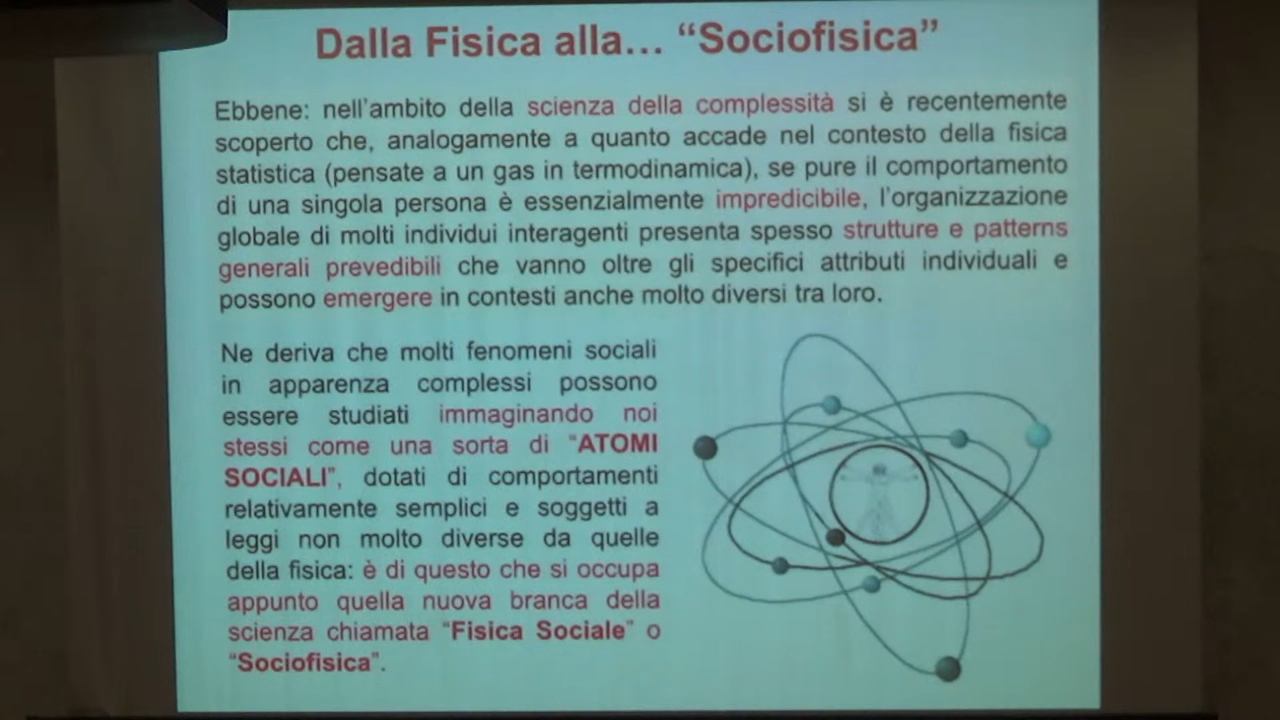 Dalla Fisica alla... “Sociofisica”
Ebbene: nell'ambito della scienza della complessità si è recentemente
scoperto che, analogamente a quanto accade nel contesto della fisica
statistica (pensate a un gas in termodinamica), se pure il comportamento
di una singola persona è essenzialmente impredicibile, l'organizzazione
globale di molti individui interagenti presenta spesso strutture e patterns
generali prevedibili che vanno oltre gli specifici attributi individuali e
possono emergere in contesti anche molto diversi tra loro.
Ne deriva che molti fenomeni sociali
in apparenza complessi possono
essere studiati immaginando noi
stessi come una sorta di “ATOMI
SOCIALI”, dotati di comportamenti
relativamente semplici e soggetti a
leggi non molto diverse da quelle
della fisica: è di questo che si occupa
appunto quella nuova branca della
scienza chiamata “Fisica Sociale” o
“Sociofisica”.